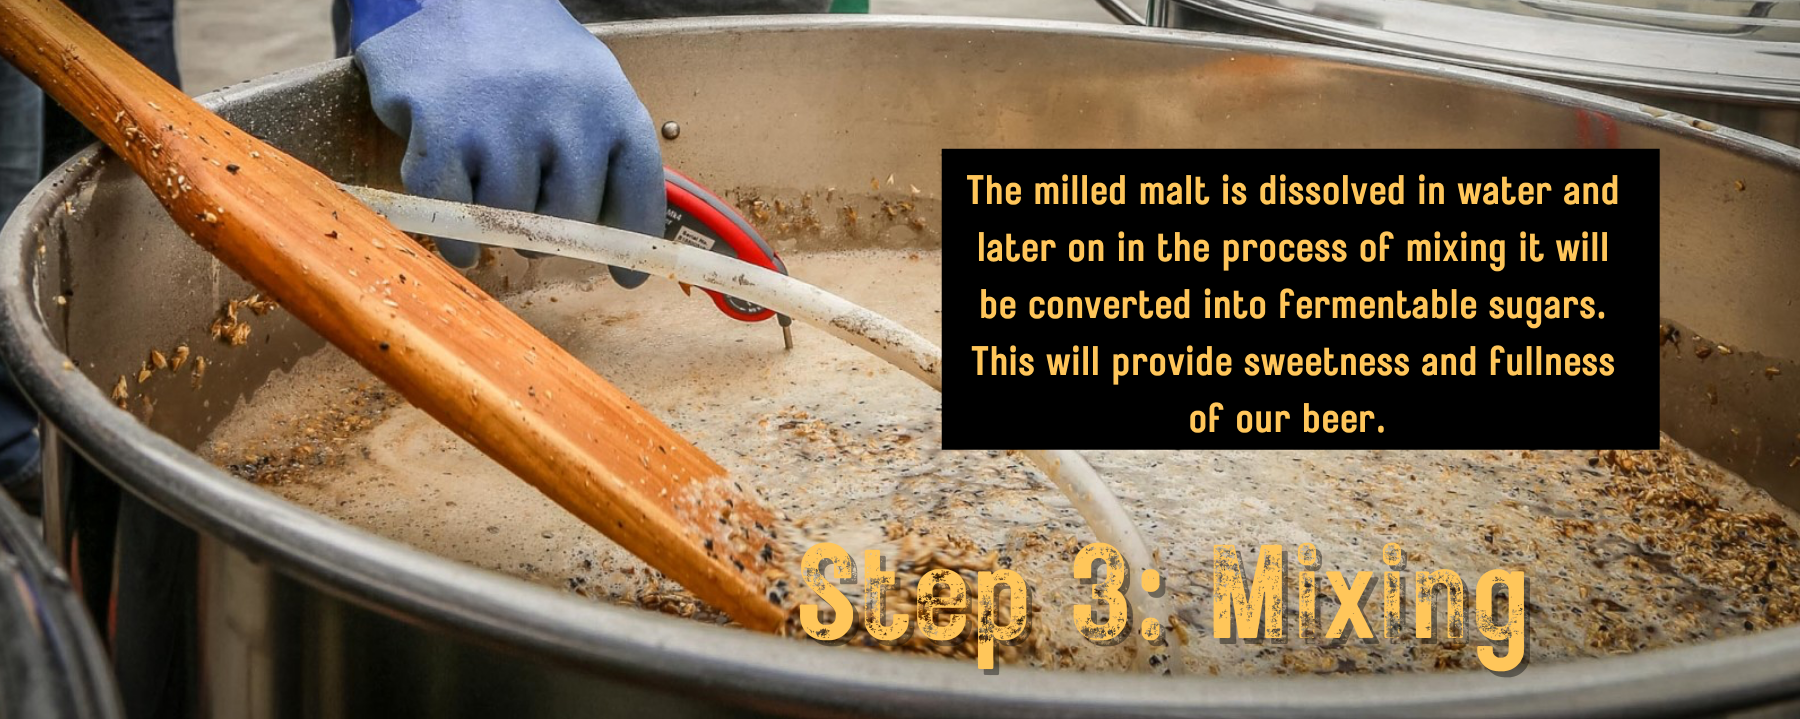 The milled malt is dissolved in water and
later on in the process of mixing it will
be converted into fermentable sugars.
This will provide sweetness and fullness
of our beer.
Step 3: Mixing